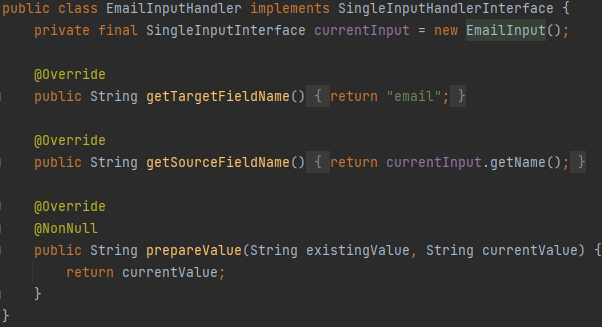 public class EmailInputHandler implements SingleInputHandlerInterface {
private final SingleInputInterface currentInput = new EmailInput();
@Override
public String getTargetFieldName() { return "email"; }
@Override
public String getSourceFieldName() { return currentInput.getName(); }
@Override
@NonNull
public String prepareValue(String existingValue, String currentValue) {
return currentValue;
}
}